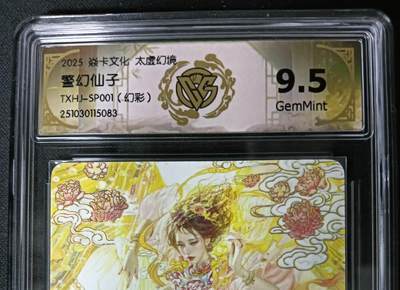 2025 焱卡文化 太虚幻境
警幻仙子
TXHJ-SP001 (幻彩)
251030115083
9.5
GemMint